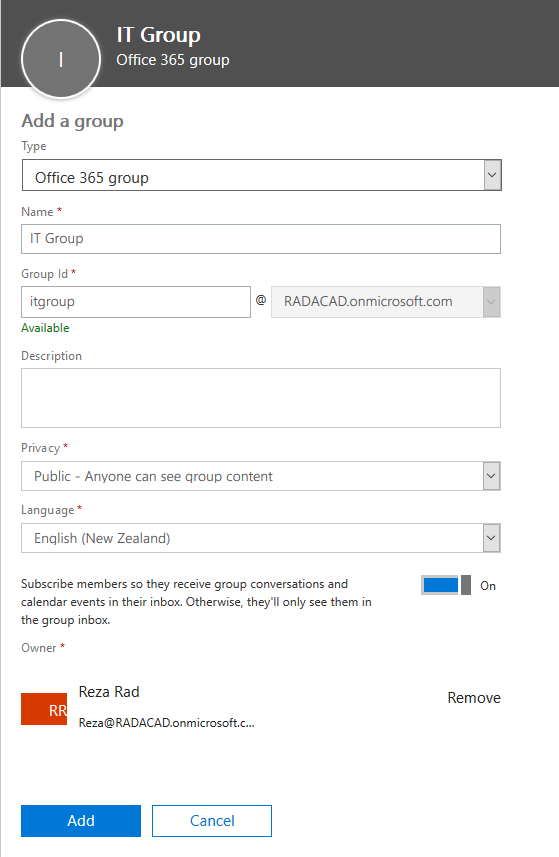 I
IT Group
Office 365 group
Add a group
Type
Office 365 group
Name *
IT Group
Group Id *
itgroup @ RADACAD.onmicrosoft.com
Available
Description
Privacy *
Public - Anyone can see group content
Language *
English (New Zealand)
Subscribe members so they receive group conversations and
calendar events in their inbox. Otherwise, they'll only see them in
the group inbox.
On
Owner *
RR
Reza Rad
Reza@RADACAD.onmicrosoft.c...
Remove
Add Cancel